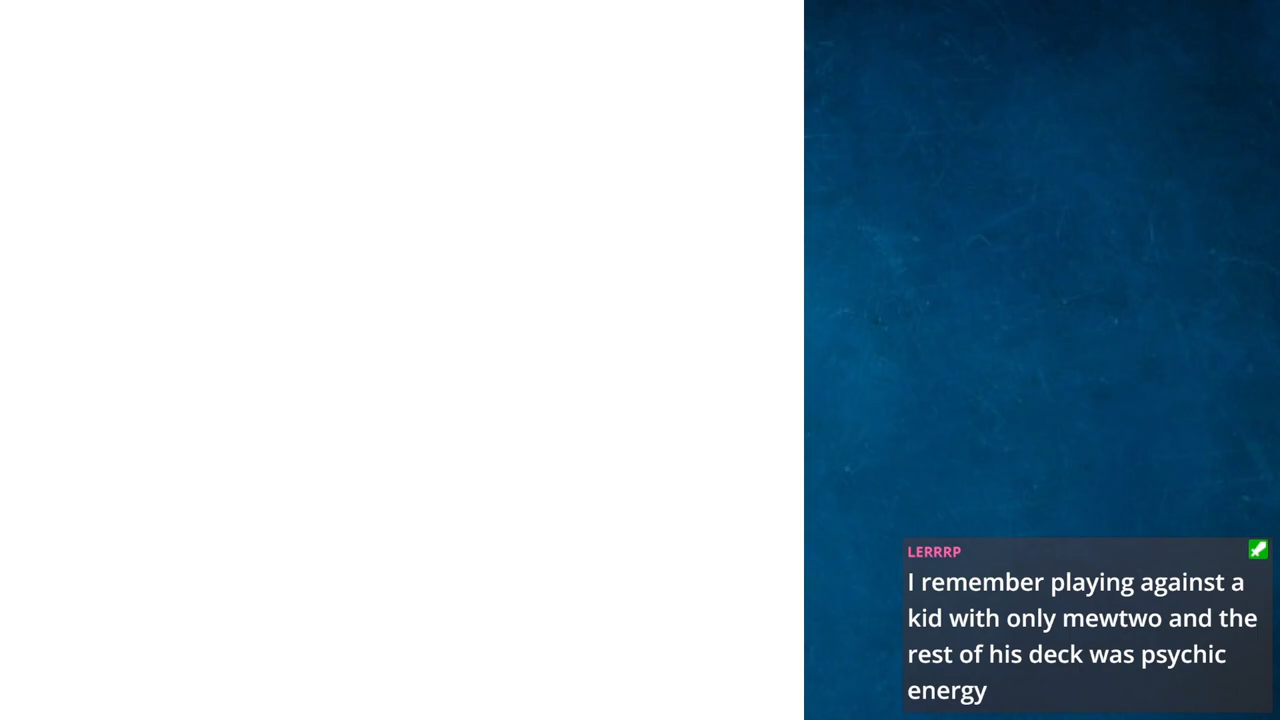 LERRRP
I remember playing against a
kid with only mewtwo and the
rest of his deck was psychic
energy